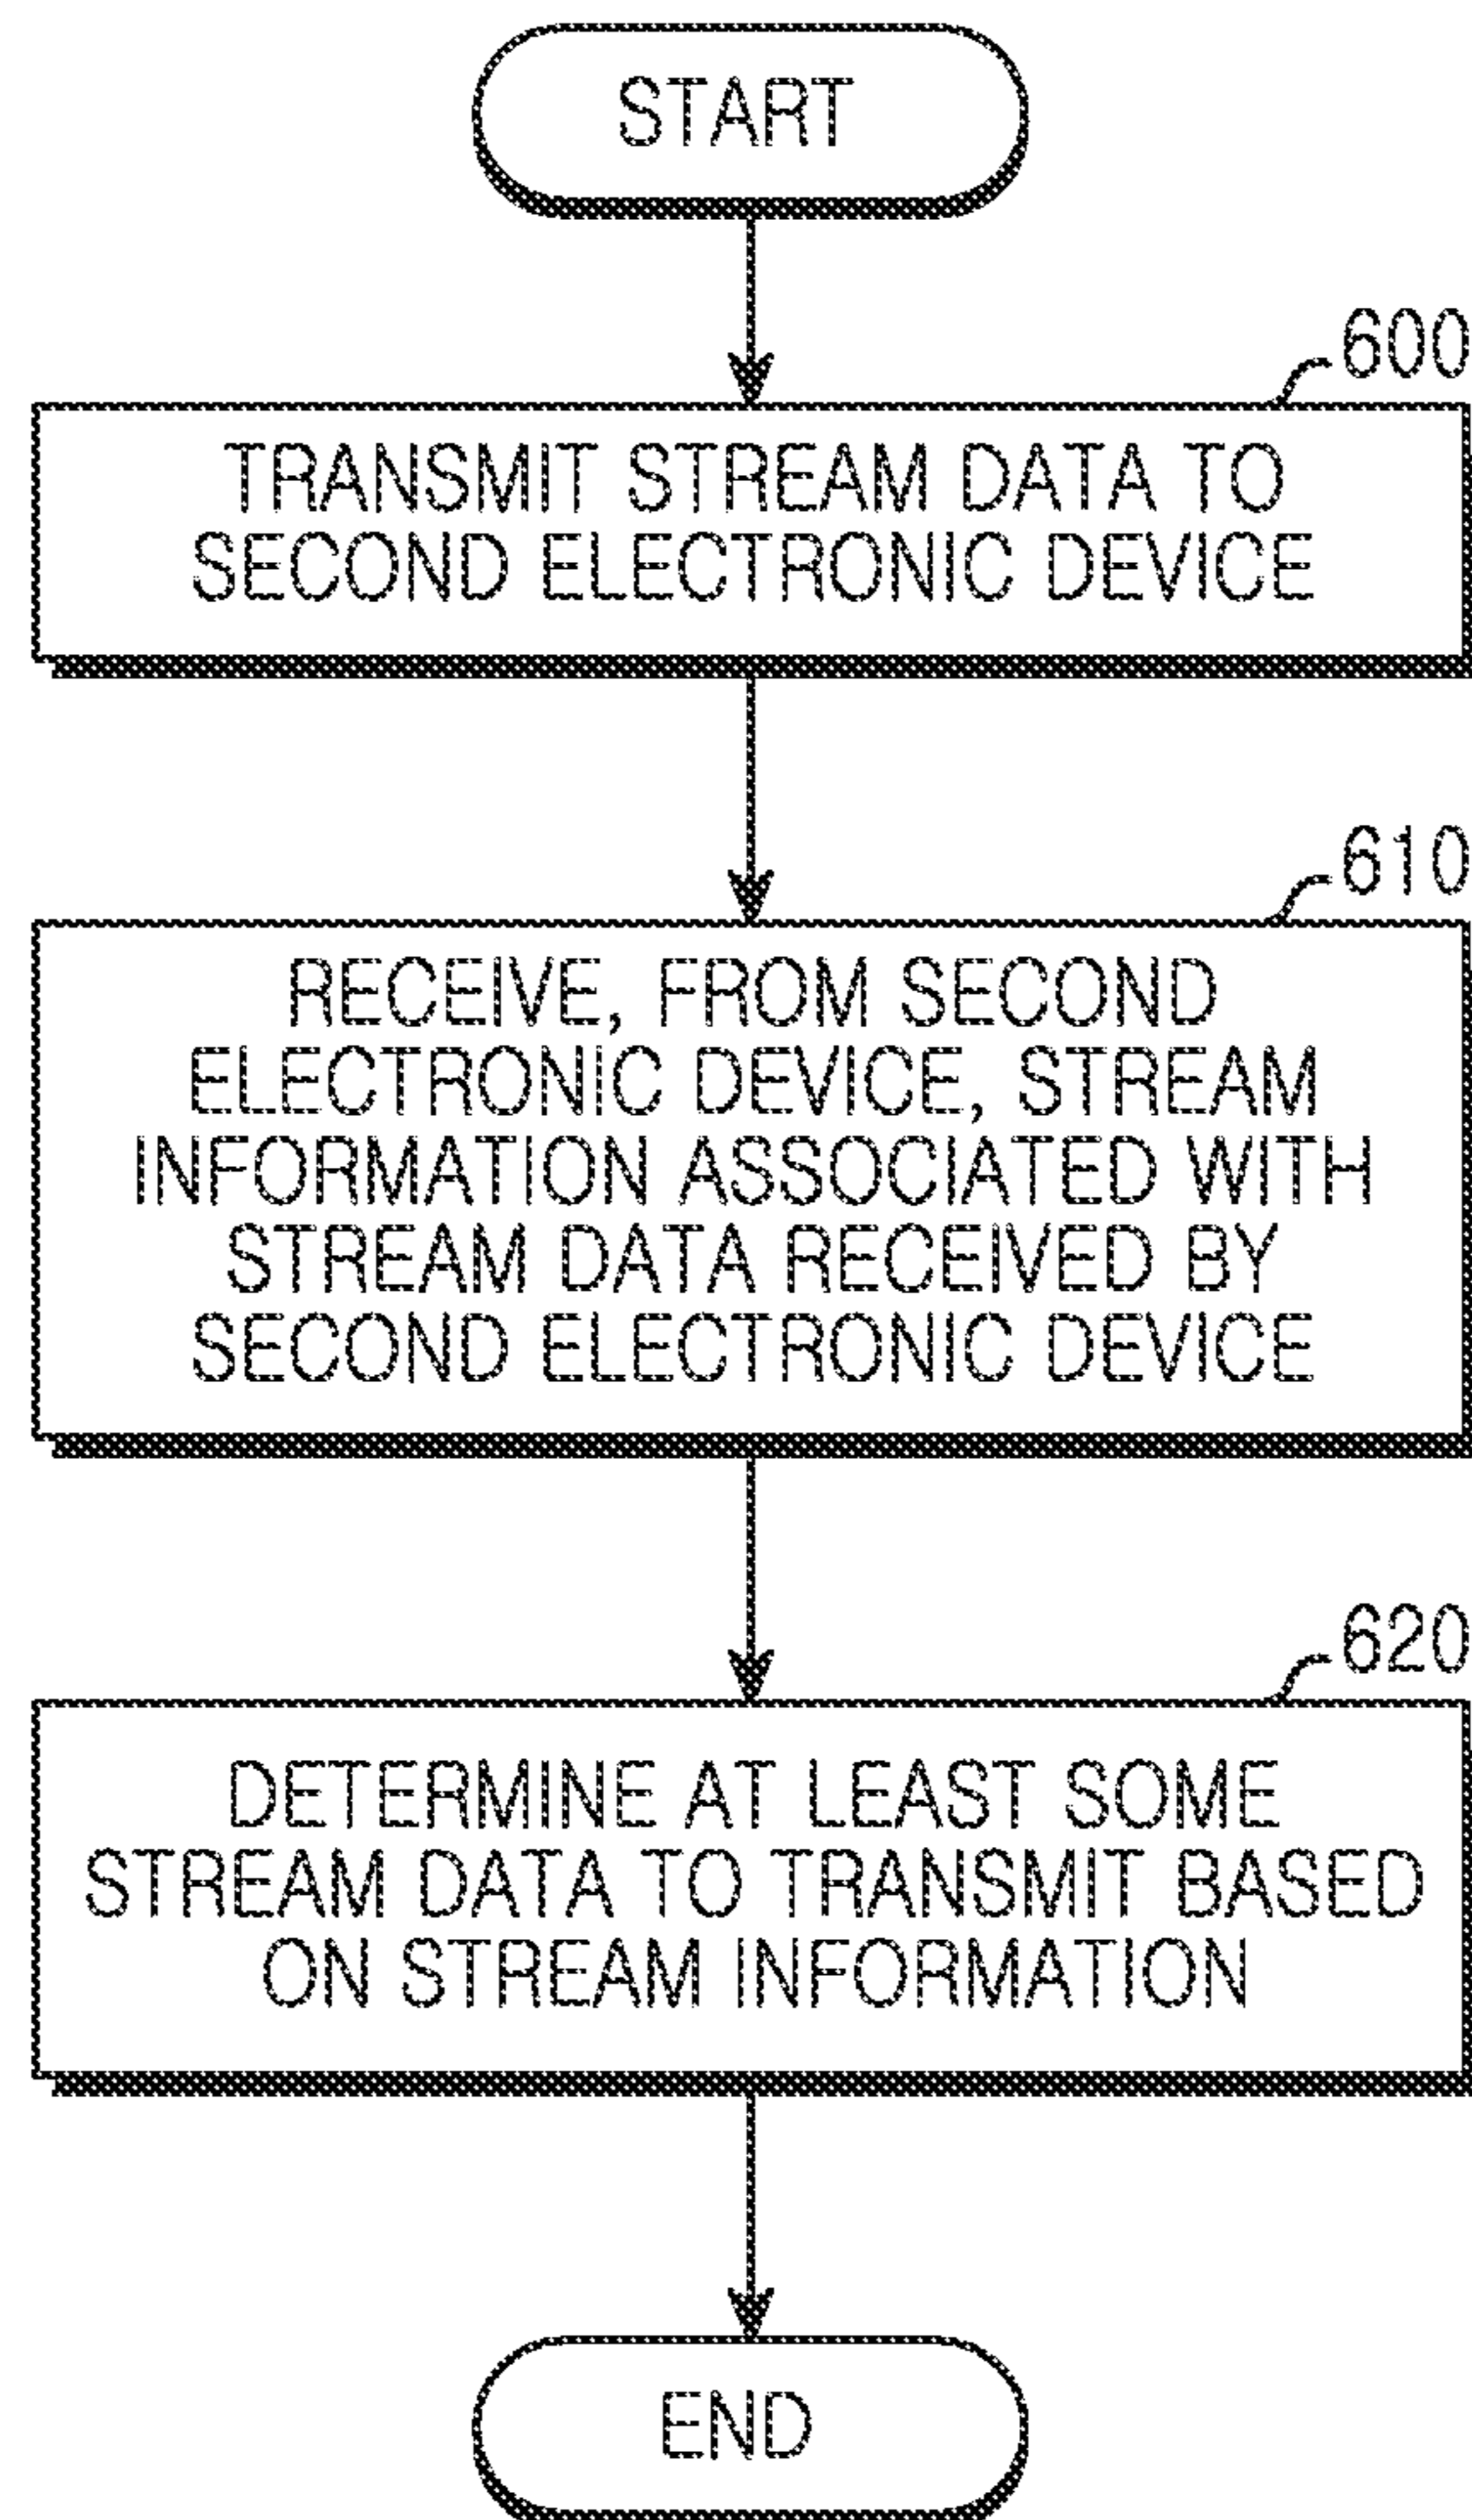 START
600
TRANSMIT STREAM DATA TO
SECOND ELECTRONIC DEVICE
610
RECEIVE, FROM SECOND
ELECTRONIC DEVICE, STREAM
INFORMATION ASSOCIATED WITH
STREAM DATA RECEIVED BY
SECOND ELECTRONIC DEVICE
620
DETERMINE AT LEAST SOME
STREAM DATA TO TRANSMIT BASED
ON STREAM INFORMATION
END